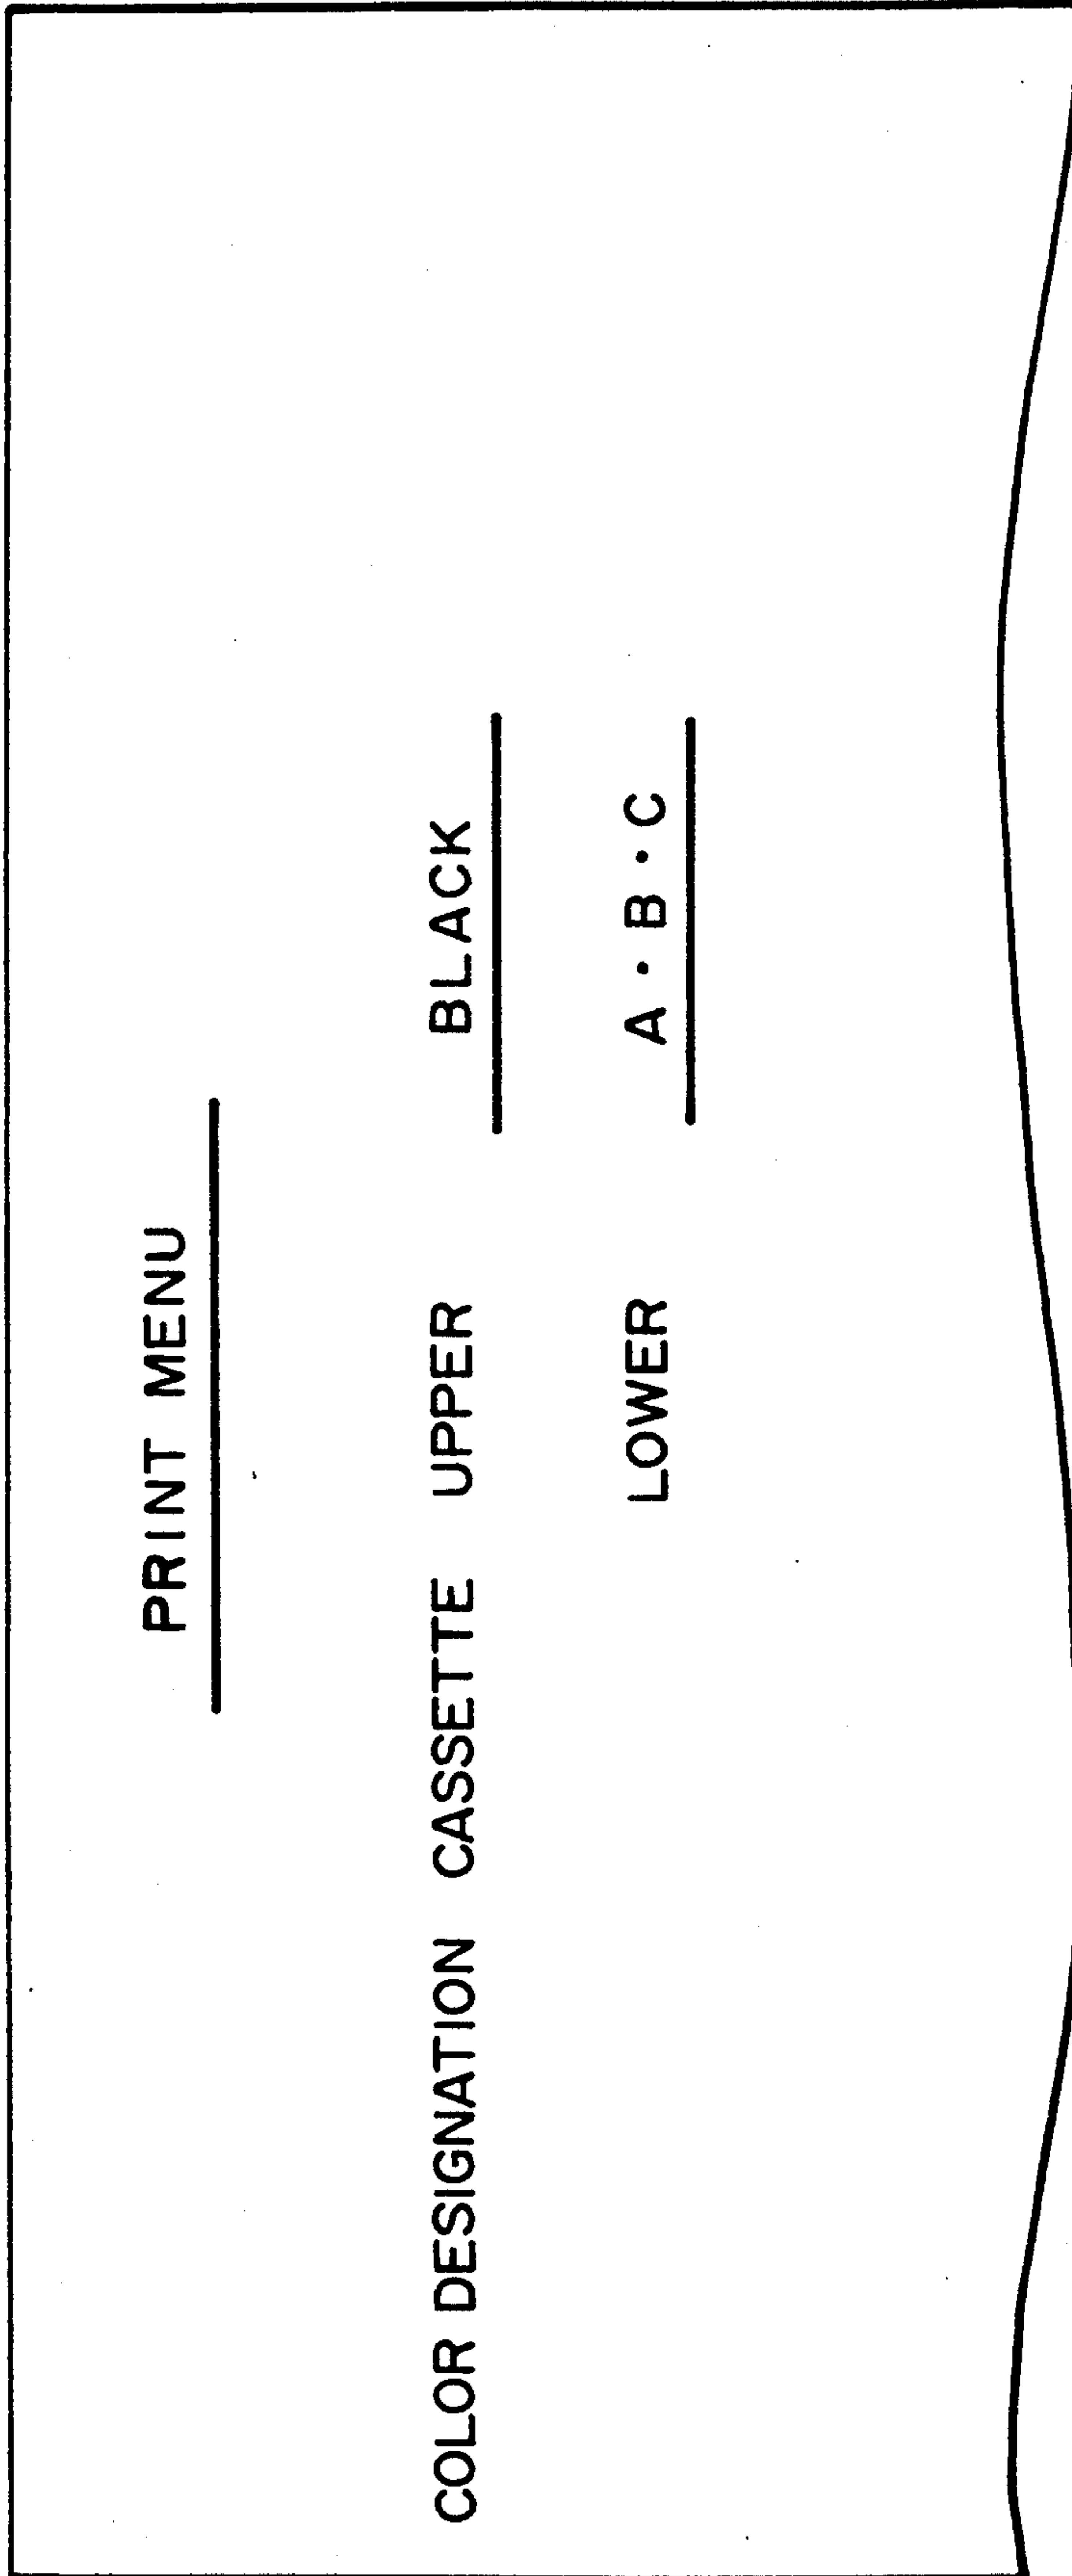 PRINT MENU
COLOR DESIGNATION CASSETTE UPPER BLACK
LOWER A・B・C